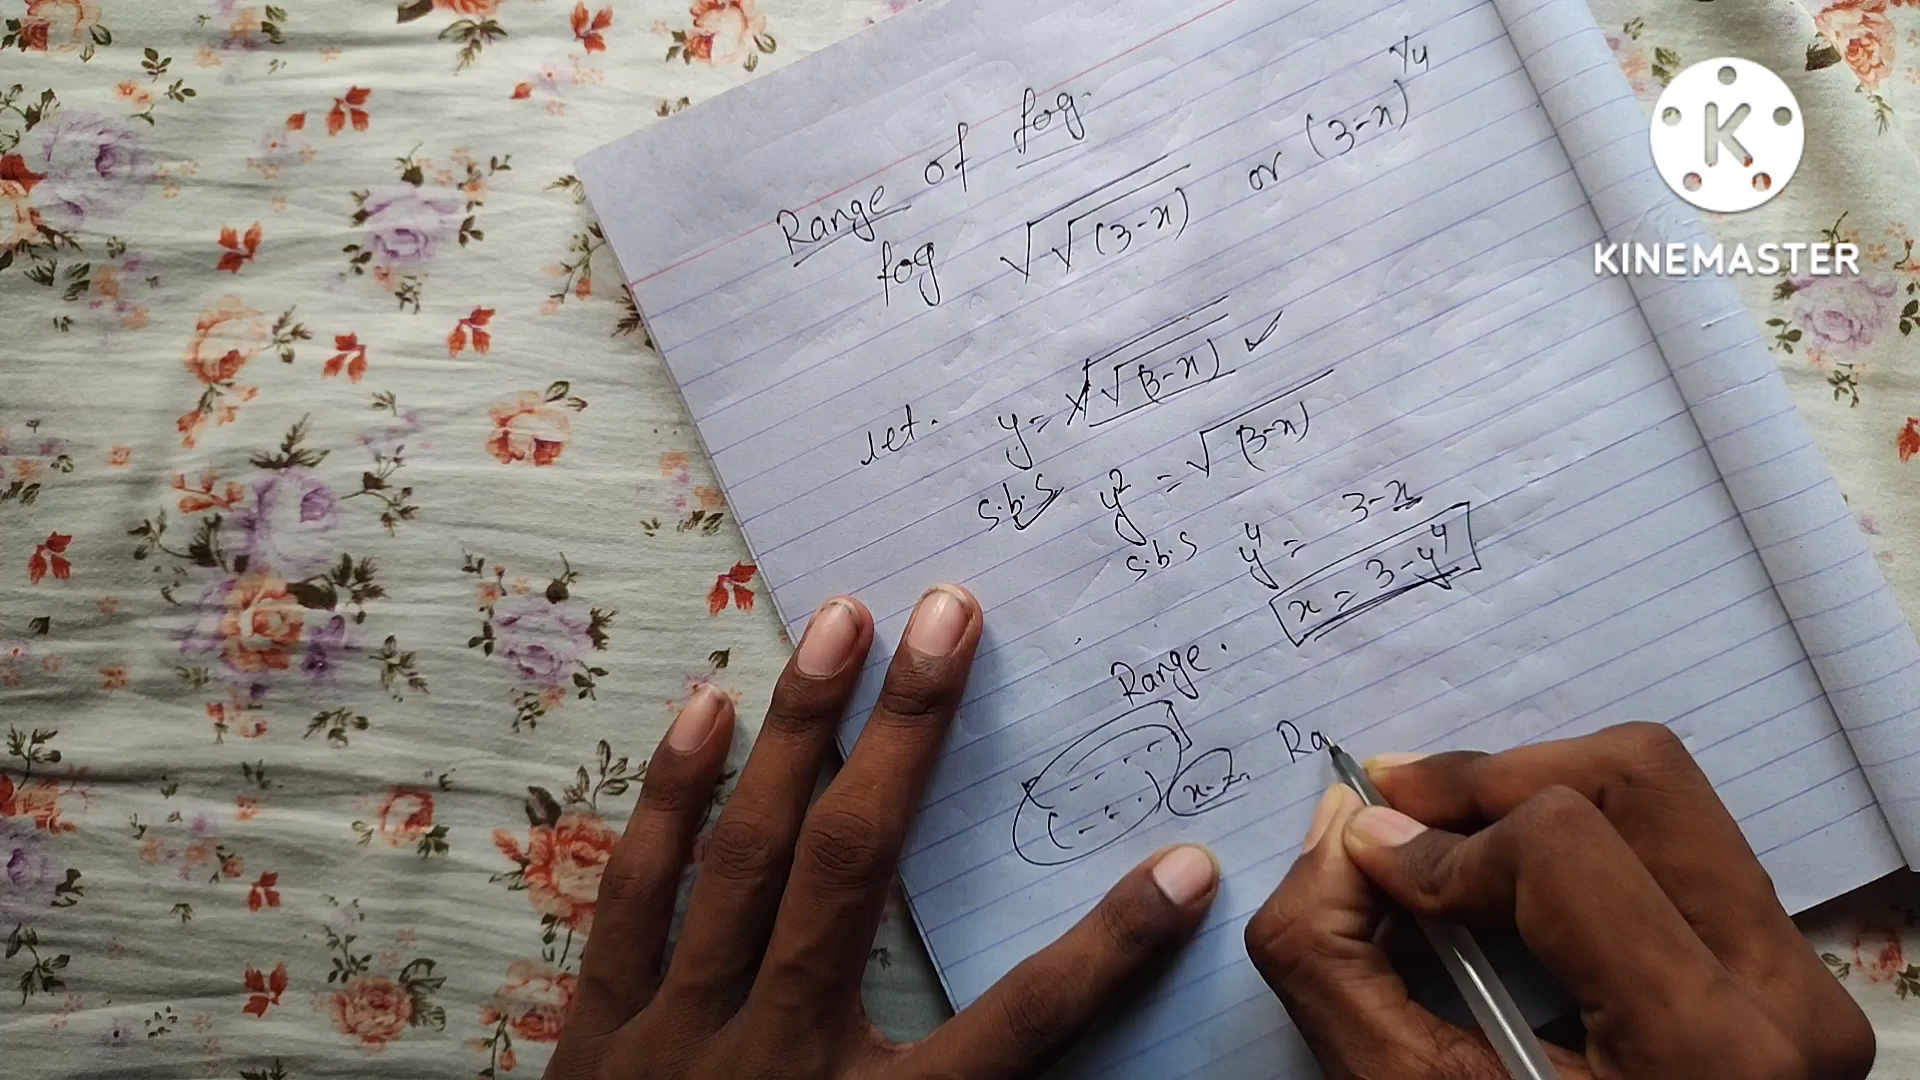 Range of fog.
fog √√(3-x) or (3-x)^1/4
let. y = √√(3-x) ✓
s.b.s y² = √(3-x)
s.b.s y⁴ = 3-x
x = 3-y⁴
Range.
Ra
K
KINEMASTER